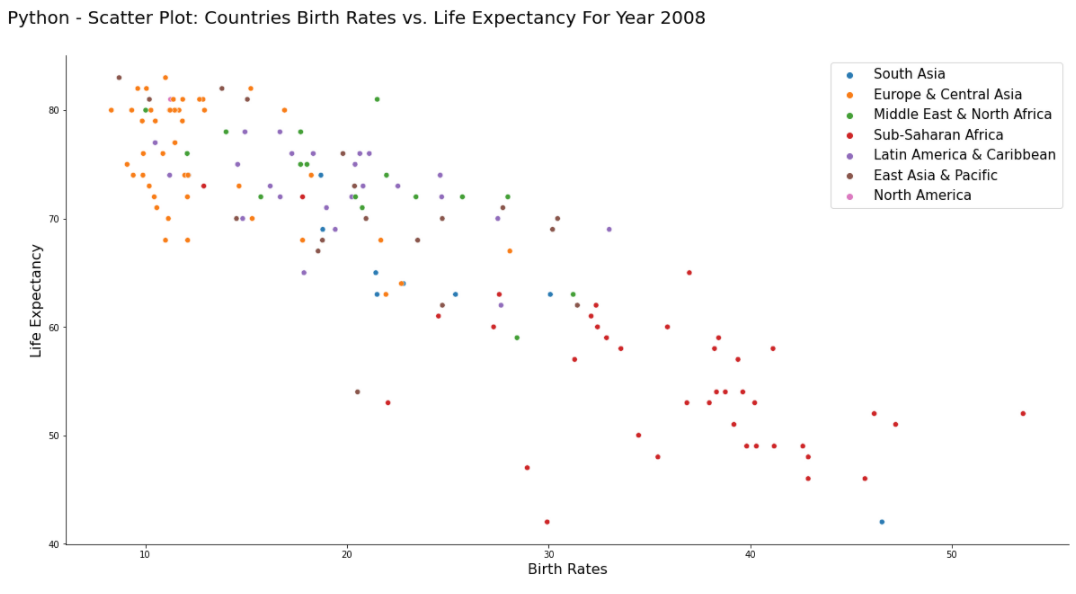 Python - Scatter Plot: Countries Birth Rates vs. Life Expectancy For Year 2008
South Asia
Europe & Central Asia
Middle East & North Africa
Sub-Saharan Africa
Latin America & Caribbean
East Asia & Pacific
North America
80
70
60
50
40
Life Expectancy
10 20 30 40 50
Birth Rates